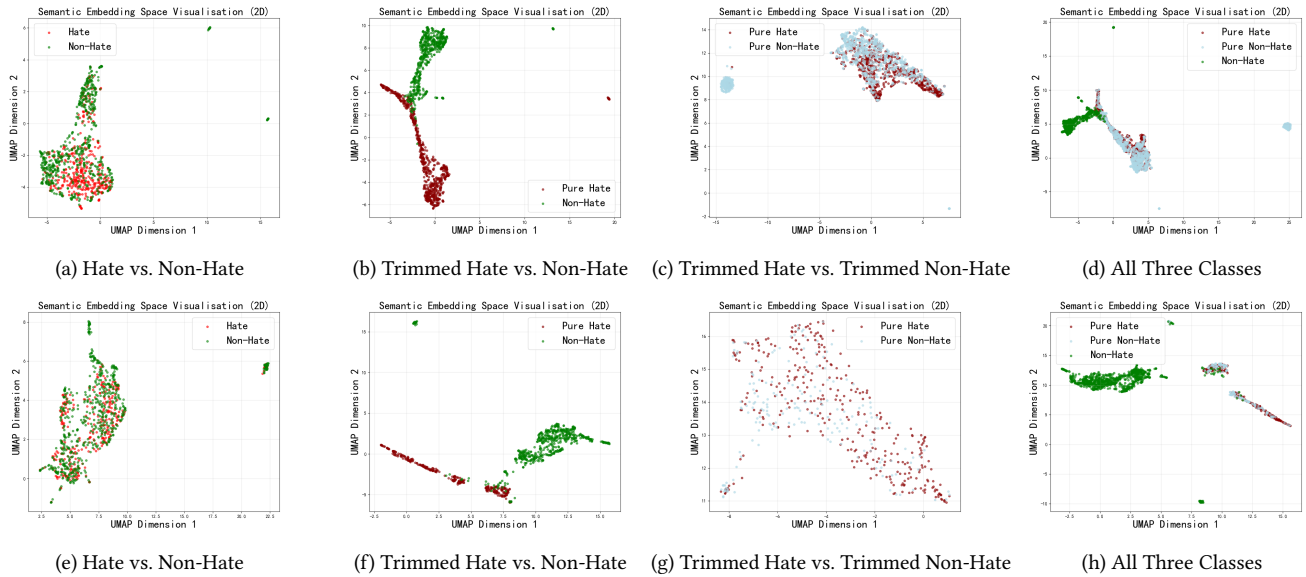 Semantic Embedding Space Visualisation (2D)
Hate
Non-Hate
UMAP Dimension 2
UMAP Dimension 1
(a) Hate vs. Non-Hate
Semantic Embedding Space Visualisation (2D)
Pure Hate
Non-Hate
UMAP Dimension 2
UMAP Dimension 1
(b) Trimmed Hate vs. Non-Hate
Semantic Embedding Space Visualisation (2D)
Pure Hate
Pure Non-Hate
UMAP Dimension 2
UMAP Dimension 1
(c) Trimmed Hate vs. Trimmed Non-Hate
Semantic Embedding Space Visualisation (2D)
Pure Hate
Pure Non-Hate
Non-Hate
UMAP Dimension 2
UMAP Dimension 1
(d) All Three Classes
Semantic Embedding Space Visualisation (2D)
Hate
Non-Hate
UMAP Dimension 2
UMAP Dimension 1
(e) Hate vs. Non-Hate
Semantic Embedding Space Visualisation (2D)
Pure Hate
Non-Hate
UMAP Dimension 2
UMAP Dimension 1
(f) Trimmed Hate vs. Non-Hate
Semantic Embedding Space Visualisation (2D)
Pure Hate
Pure Non-Hate
UMAP Dimension 2
UMAP Dimension 1
(g) Trimmed Hate vs. Trimmed Non-Hate
Semantic Embedding Space Visualisation (2D)
Pure Hate
Pure Non-Hate
Non-Hate
UMAP Dimension 2
UMAP Dimension 1
(h) All Three Classes